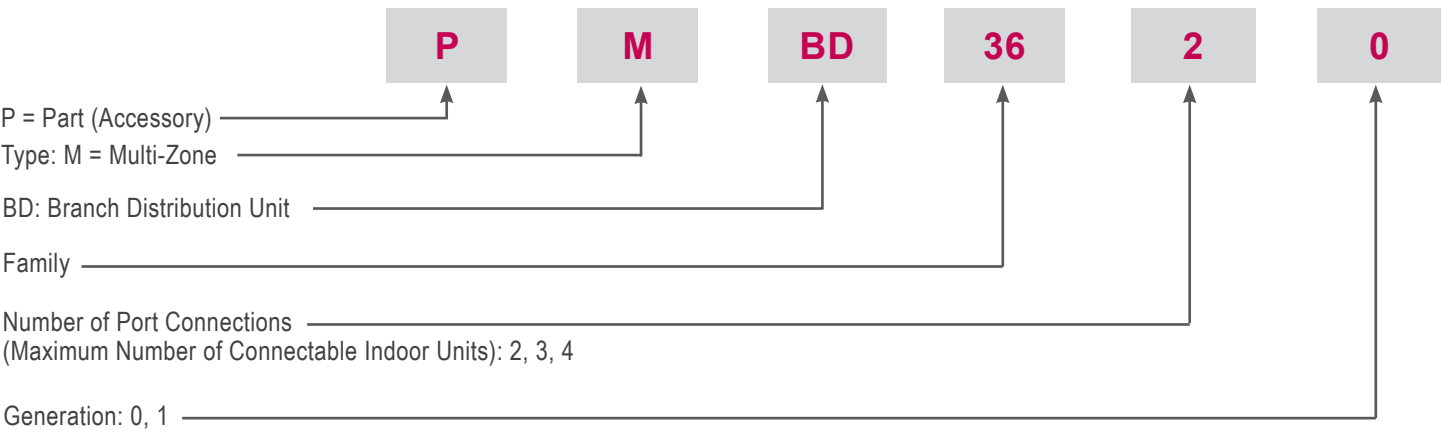 P M BD 36 2 0
P = Part (Accessory)
Type: M = Multi-Zone
BD: Branch Distribution Unit
Family
Number of Port Connections
(Maximum Number of Connectable Indoor Units): 2, 3, 4
Generation: 0, 1